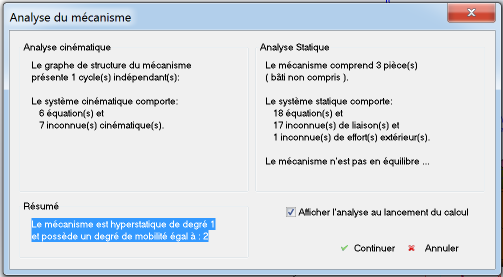 Analyse du mécanisme
Analyse cinématique
Le graphe de structure du mécanisme
présente 1 cycle(s) indépendant(s):
Le système cinématique comporte:
6 équation(s) et
7 inconnue(s) cinématique(s).
Analyse Statique
Le mécanisme comprend 3 pièce(s)
( bâti non compris ).
Le système statique comporte:
18 équation(s) et
17 inconnue(s) de liaison(s) et
1 inconnue(s) de effort(s) extérieur(s).
Le mécanisme n'est pas en équilibre ...
Résumé
Le mécanisme est hyperstatique de degré 1
et possède un degré de mobilité égal à : 2
Afficher l'analyse au lancement du calcul
Continuer
Annuler